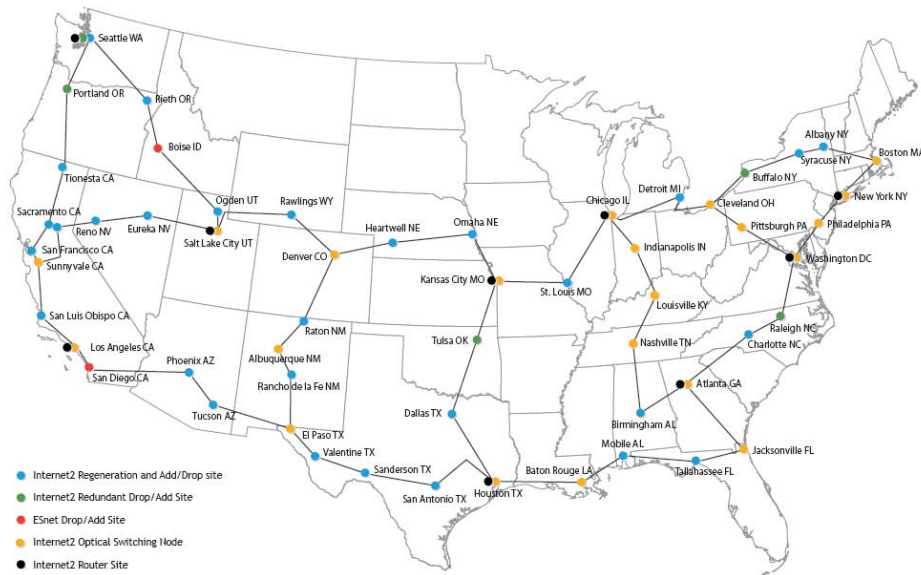 Seattle WA
Portland OR
Rieth OR
Boise ID
Tionesta CA
Ogden UT
Rawlings WY
Sacramento CA
Reno NV
Eureka NV
Salt Lake City UT
San Francisco CA
Sunnyvale CA
Denver CO
Heartwell NE
Omaha NE
Chicago IL
Detroit MI
Cleveland OH
Buffalo NY
Syracuse NY
Albany NY
Boston MA
New York NY
Philadelphia PA
Pittsburgh PA
Washington DC
Indianapolis IN
Kansas City MO
St. Louis MO
Louisville KY
San Luis Obispo CA
Los Angeles CA
San Diego CA
Phoenix AZ
Tucson AZ
Raton NM
Albuquerque NM
Rancho de la Fe NM
El Paso TX
Tulsa OK
Nashville TN
Raleigh NC
Charlotte NC
Atlanta GA
Birmingham AL
Dallas TX
Valentine TX
Sanderson TX
San Antonio TX
Houston TX
Baton Rouge LA
Mobile AL
Tallahassee FL
Jacksonville FL
Internet2 Regeneration and Add/Drop site
Internet2 Redundant Drop/Add Site
ESnet Drop/Add Site
Internet2 Optical Switching Node
Internet2 Router Site